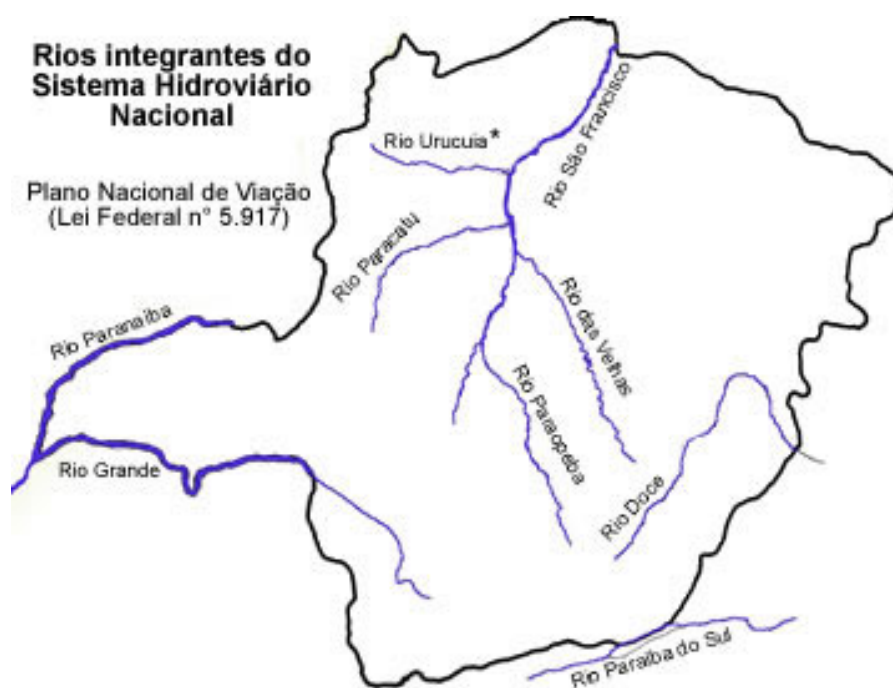 Rios integrantes do
Sistema Hidroviário
Nacional
Plano Nacional de Viação
(Lei Federal n° 5.917)
Rio Urucuia*
Rio São Francisco
Rio Paracatu
Rio Paranaíba
Rio das Velhas
Rio Paraopeba
Rio Grande
Rio Doce
Rio Paraíba do Sul